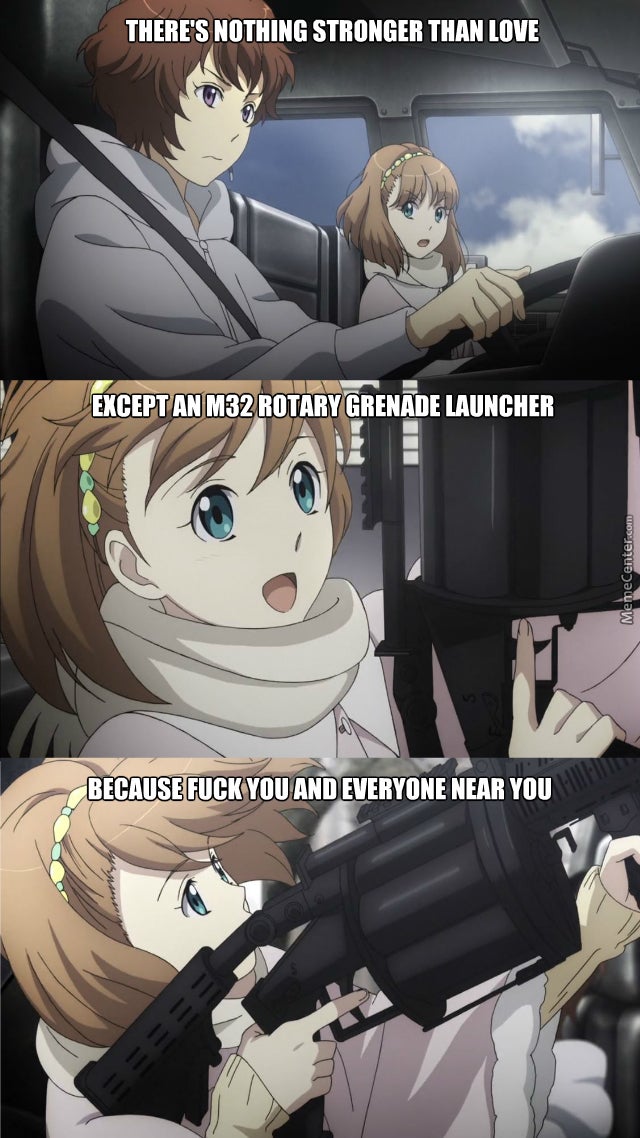 THERE'S NOTHING STRONGER THAN LOVE
EXCEPT AN M32 ROTARY GRENADE LAUNCHER
MemeCenter.com
BECAUSE FUCK YOU AND EVERYONE NEAR YOU